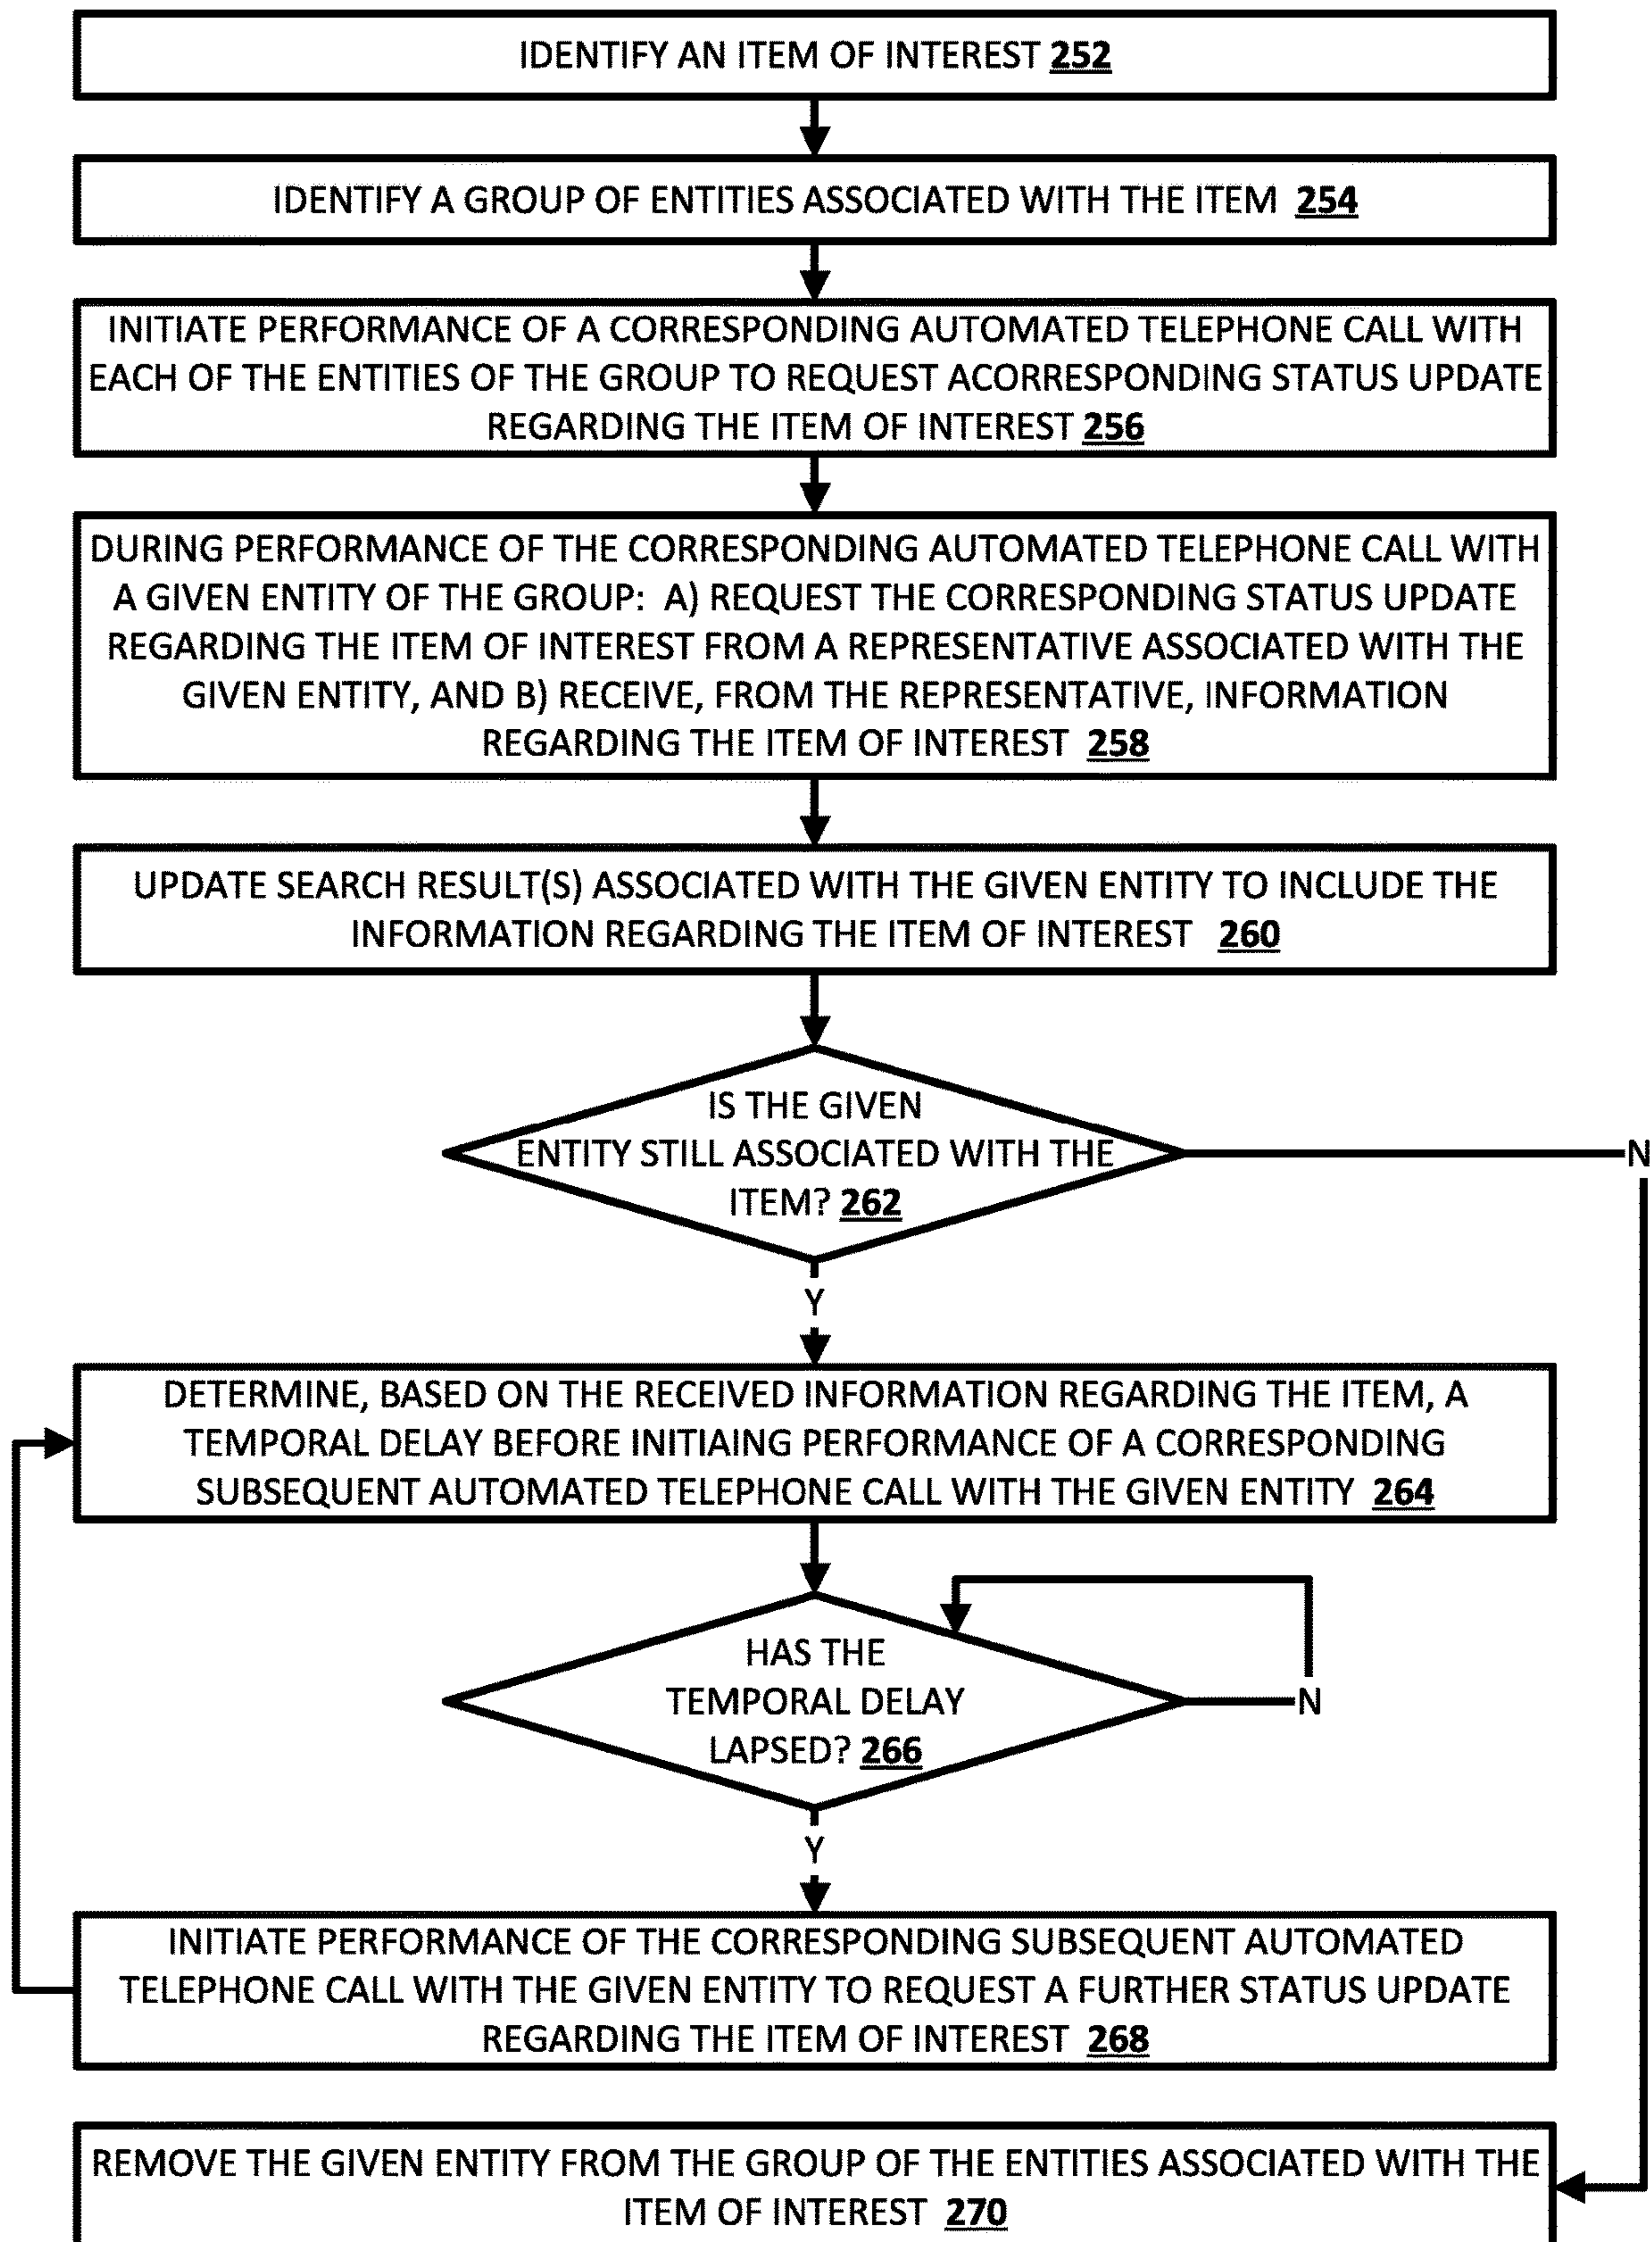 IDENTIFY AN ITEM OF INTEREST 252
IDENTIFY A GROUP OF ENTITIES ASSOCIATED WITH THE ITEM 254
INITIATE PERFORMANCE OF A CORRESPONDING AUTOMATED TELEPHONE CALL WITH
EACH OF THE ENTITIES OF THE GROUP TO REQUEST ACORRESPONDING STATUS UPDATE
REGARDING THE ITEM OF INTEREST 256
DURING PERFORMANCE OF THE CORRESPONDING AUTOMATED TELEPHONE CALL WITH
A GIVEN ENTITY OF THE GROUP: A) REQUEST THE CORRESPONDING STATUS UPDATE
REGARDING THE ITEM OF INTEREST FROM A REPRESENTATIVE ASSOCIATED WITH THE
GIVEN ENTITY, AND B) RECEIVE, FROM THE REPRESENTATIVE, INFORMATION
REGARDING THE ITEM OF INTEREST 258
UPDATE SEARCH RESULT(S) ASSOCIATED WITH THE GIVEN ENTITY TO INCLUDE THE
INFORMATION REGARDING THE ITEM OF INTEREST 260
IS THE GIVEN
ENTITY STILL ASSOCIATED WITH THE
ITEM? 262
N
Y
DETERMINE, BASED ON THE RECEIVED INFORMATION REGARDING THE ITEM, A
TEMPORAL DELAY BEFORE INITIAING PERFORMANCE OF A CORRESPONDING
SUBSEQUENT AUTOMATED TELEPHONE CALL WITH THE GIVEN ENTITY 264
HAS THE
TEMPORAL DELAY
LAPSED? 266
N
Y
INITIATE PERFORMANCE OF THE CORRESPONDING SUBSEQUENT AUTOMATED
TELEPHONE CALL WITH THE GIVEN ENTITY TO REQUEST A FURTHER STATUS UPDATE
REGARDING THE ITEM OF INTEREST 268
REMOVE THE GIVEN ENTITY FROM THE GROUP OF THE ENTITIES ASSOCIATED WITH THE
ITEM OF INTEREST 270